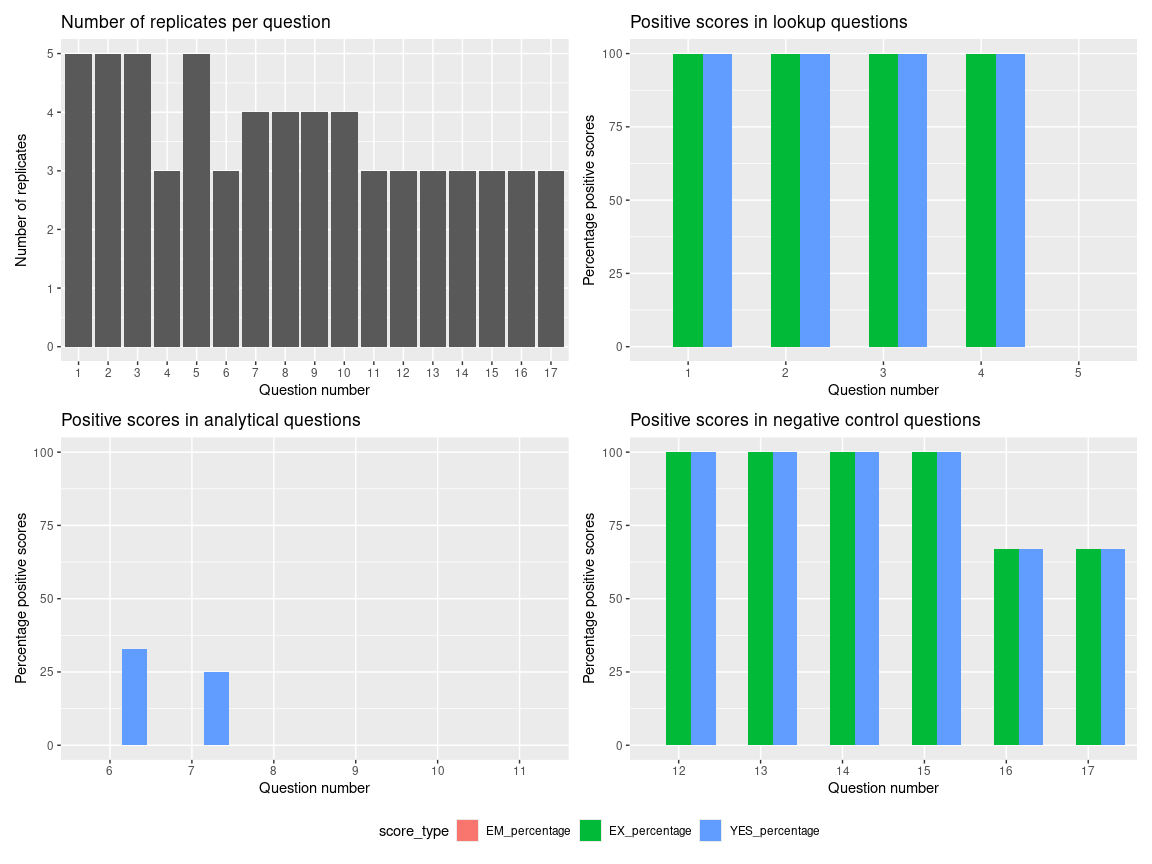 Number of replicates per question
Number of replicates
5
4
3
2
1
0
1 2 3 4 5 6 7 8 9 10 11 12 13 14 15 16 17
Question number
Positive scores in lookup questions
Percentage positive scores
100
75
50
25
0
1 2 3 4 5
Question number
Positive scores in analytical questions
Percentage positive scores
100
75
50
25
0
6 7 8 9 10 11
Question number
Positive scores in negative control questions
Percentage positive scores
100
75
50
25
0
12 13 14 15 16 17
Question number
score_type EM_percentage EX_percentage YES_percentage